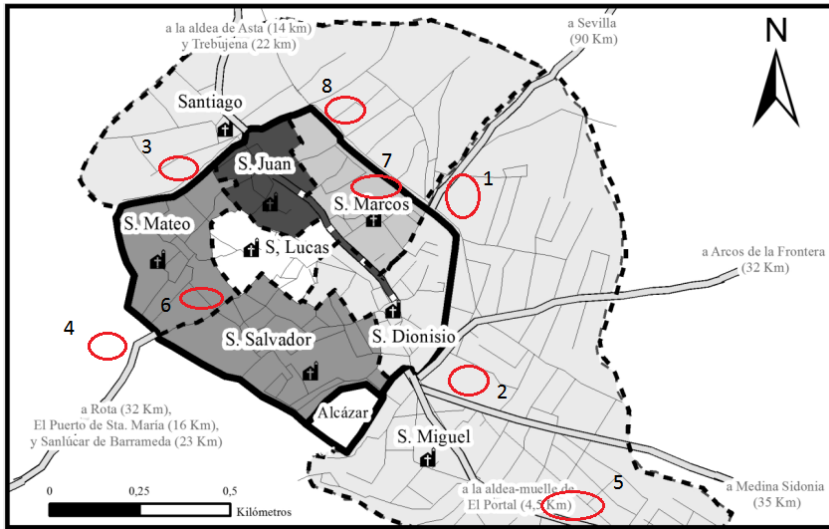 a la aldea de Asta (14 km)
y Trebujena (22 km)
a Sevilla
(90 Km)
N
8
Santiago
3
S. Juan
7
1
S. Marcos
S. Mateo
S, Lucas
a Arcos de la Frontera
(32 Km)
6
4
S. Salvador
S. Dionisio
2
a Rota (32 Km),
El Puerto de Sta. María (16 Km),
y Sanlúcar de Barrameda (23 Km)
Alcázar
S. Miguel
a la aldea-muelle de
El Portal (4,5 Km)
5
a Medina Sidonia
(35 Km)
0
0,25
0,5
Kilómetros